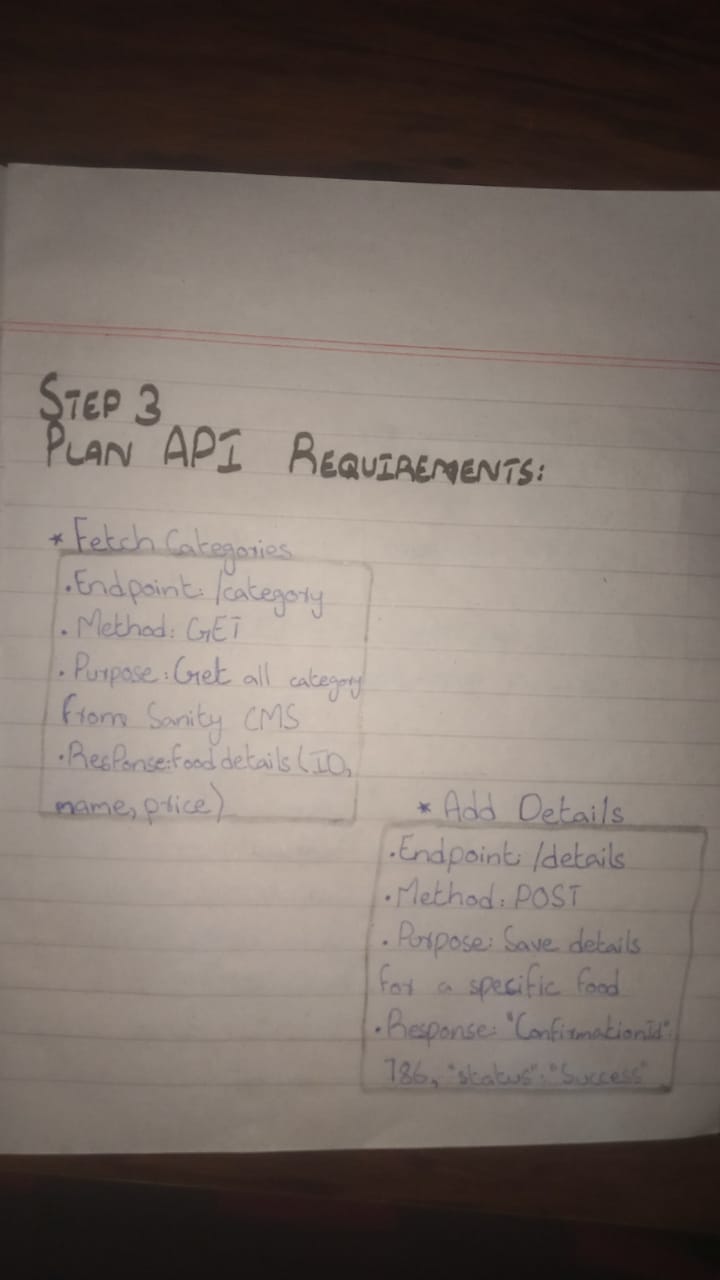 STEP 3
PLAN API REQUIREMENTS:
* Fetch Categories
. Endpoint: /category
. Method: GET
. Purpose: Get all category
from Sanity CMS
. Response: food details (ID,
name, price)
* Add Details
. Endpoint: /details
. Method: POST
. Purpose: Save details
for a specific food
. Response: "ConfirmationId":
786, "status": "Success"